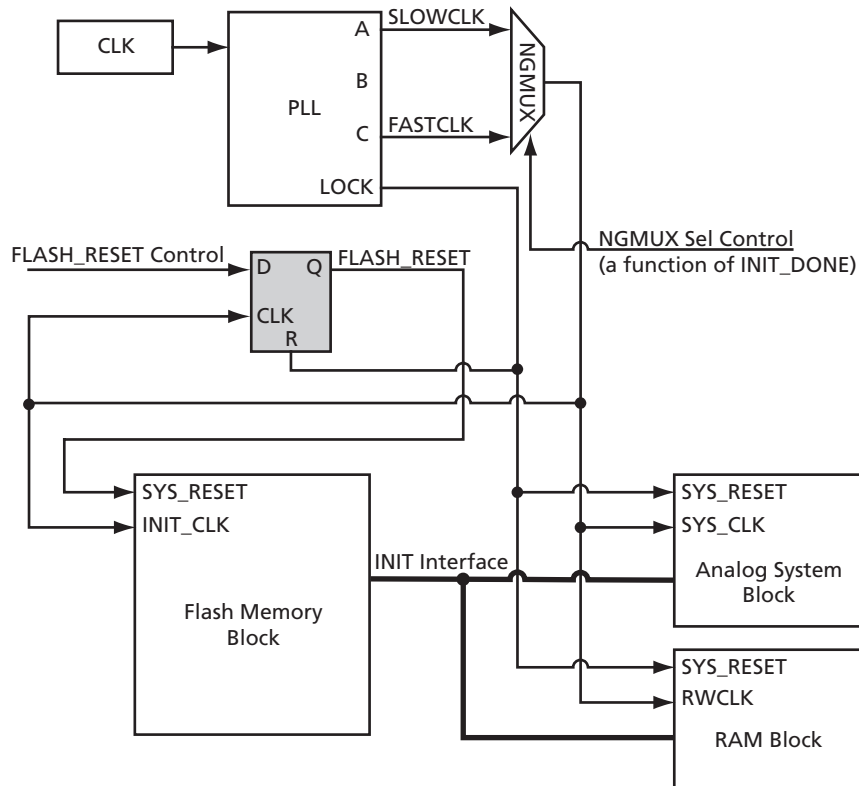 CLK
PLL
A
B
C
LOCK
SLOWCLK
FASTCLK
NGMUX
NGMUX Sel Control
(a function of INIT_DONE)
FLASH_RESET Control
D
Q
CLK
R
FLASH_RESET
SYS_RESET
INIT_CLK
Flash Memory
Block
INIT Interface
SYS_RESET
SYS_CLK
Analog System
Block
SYS_RESET
RWCLK
RAM Block